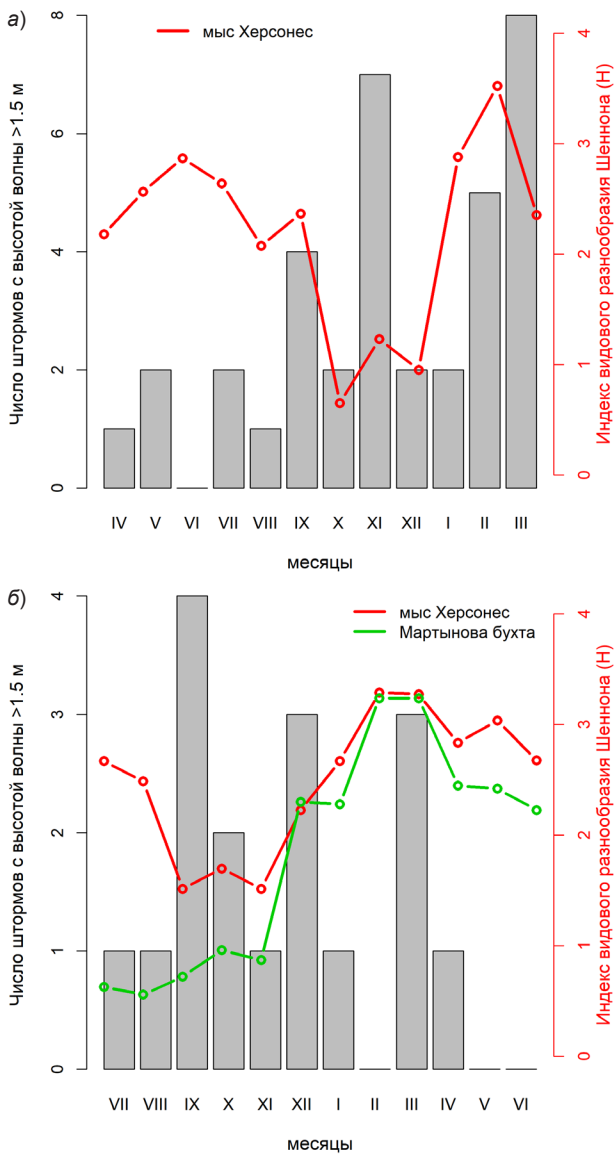 а)
мыс Херсонес
Число штормов с высотой волны >1.5 м
8
6
4
2
0
Индекс видового разнообразия Шеннона (H)
4
3
2
1
0
IV V VI VII VIII IX X XI XII I II III
месяцы
б)
мыс Херсонес
Мартынова бухта
Число штормов с высотой волны >1.5 м
4
3
2
1
0
Индекс видового разнообразия Шеннона (H)
4
3
2
1
0
VII VIII IX X XI XII I II III IV V VI
месяцы